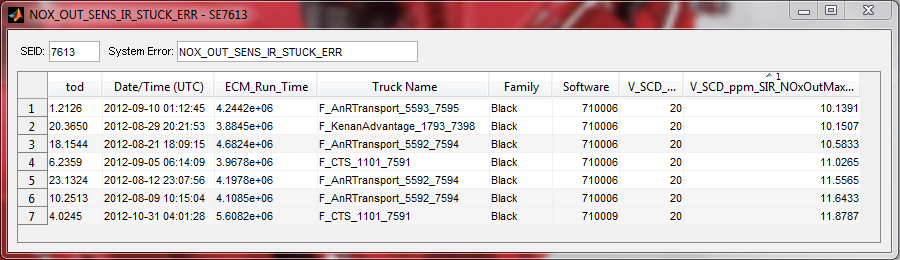 NOX_OUT_SENS_IR_STUCK_ERR - SE7613
SEID: 7613 System Error: NOX_OUT_SENS_IR_STUCK_ERR
tod Date/Time (UTC) ECM_Run_Time Truck Name Family Software V_SCD_... V_SCD_ppm_SIR_NOxOutMax... 1
1 1.2126 2012-09-10 01:12:45 4.2442e+06 F_AnRTransport_5593_7595 Black 710006 20 10.1391
2 20.3650 2012-08-29 20:21:53 3.8845e+06 F_KenanAdvantage_1793_7398 Black 710006 20 10.1507
3 18.1544 2012-08-21 18:09:15 4.6824e+06 F_AnRTransport_5592_7594 Black 710006 20 10.5833
4 6.2359 2012-09-05 06:14:09 3.9678e+06 F_CTS_1101_7591 Black 710006 20 11.0265
5 23.1324 2012-08-12 23:07:56 4.1978e+06 F_AnRTransport_5592_7594 Black 710006 20 11.5565
6 10.2513 2012-08-09 10:15:04 4.1085e+06 F_AnRTransport_5592_7594 Black 710006 20 11.6433
7 4.0245 2012-10-31 04:01:28 5.6082e+06 F_CTS_1101_7591 Black 710009 20 11.8787